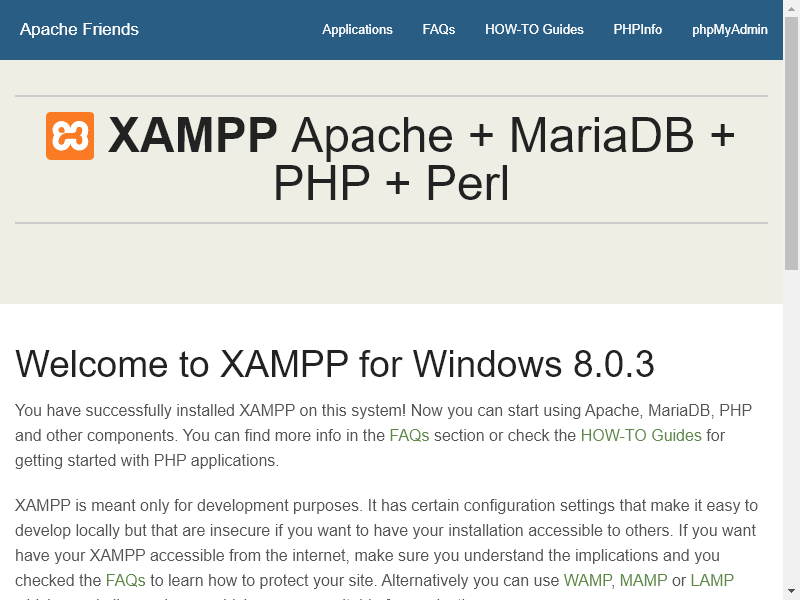 Apache Friends
Applications
FAQs
HOW-TO Guides
PHPInfo
phpMyAdmin
XAMPP Apache + MariaDB +
PHP + Perl
Welcome to XAMPP for Windows 8.0.3
You have successfully installed XAMPP on this system! Now you can start using Apache, MariaDB, PHP
and other components. You can find more info in the FAQs section or check the HOW-TO Guides for
getting started with PHP applications.
XAMPP is meant only for development purposes. It has certain configuration settings that make it easy to
develop locally but that are insecure if you want to have your installation accessible to others. If you want
have your XAMPP accessible from the internet, make sure you understand the implications and you
checked the FAQs to learn how to protect your site. Alternatively you can use WAMP, MAMP or LAMP